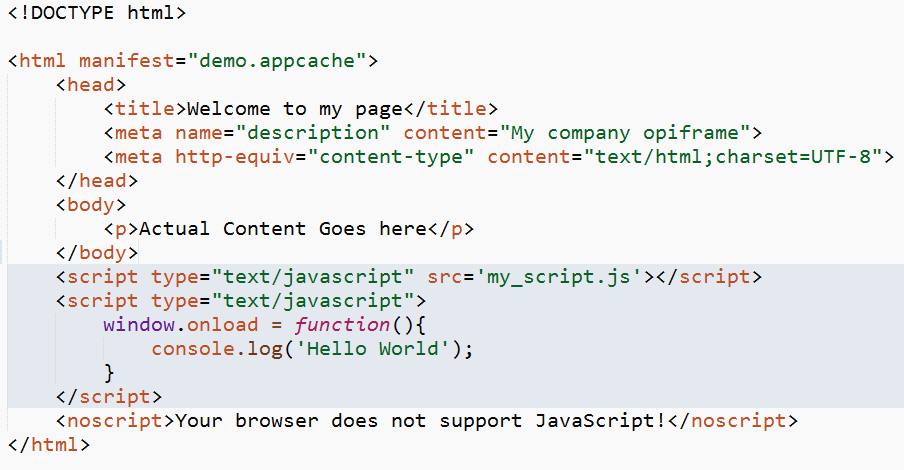 <!DOCTYPE html>

<html manifest="demo.appcache">
    <head>
        <title>Welcome to my page</title>
        <meta name="description" content="My company opiframe">
        <meta http-equiv="content-type" content="text/html;charset=UTF-8">
    </head>
    <body>
        <p>Actual Content Goes here</p>
    </body>
    <script type="text/javascript" src='my_script.js'></script>
    <script type="text/javascript">
        window.onload = function(){
            console.log('Hello World');
        }
    </script>
    <noscript>Your browser does not support JavaScript!</noscript>
</html>